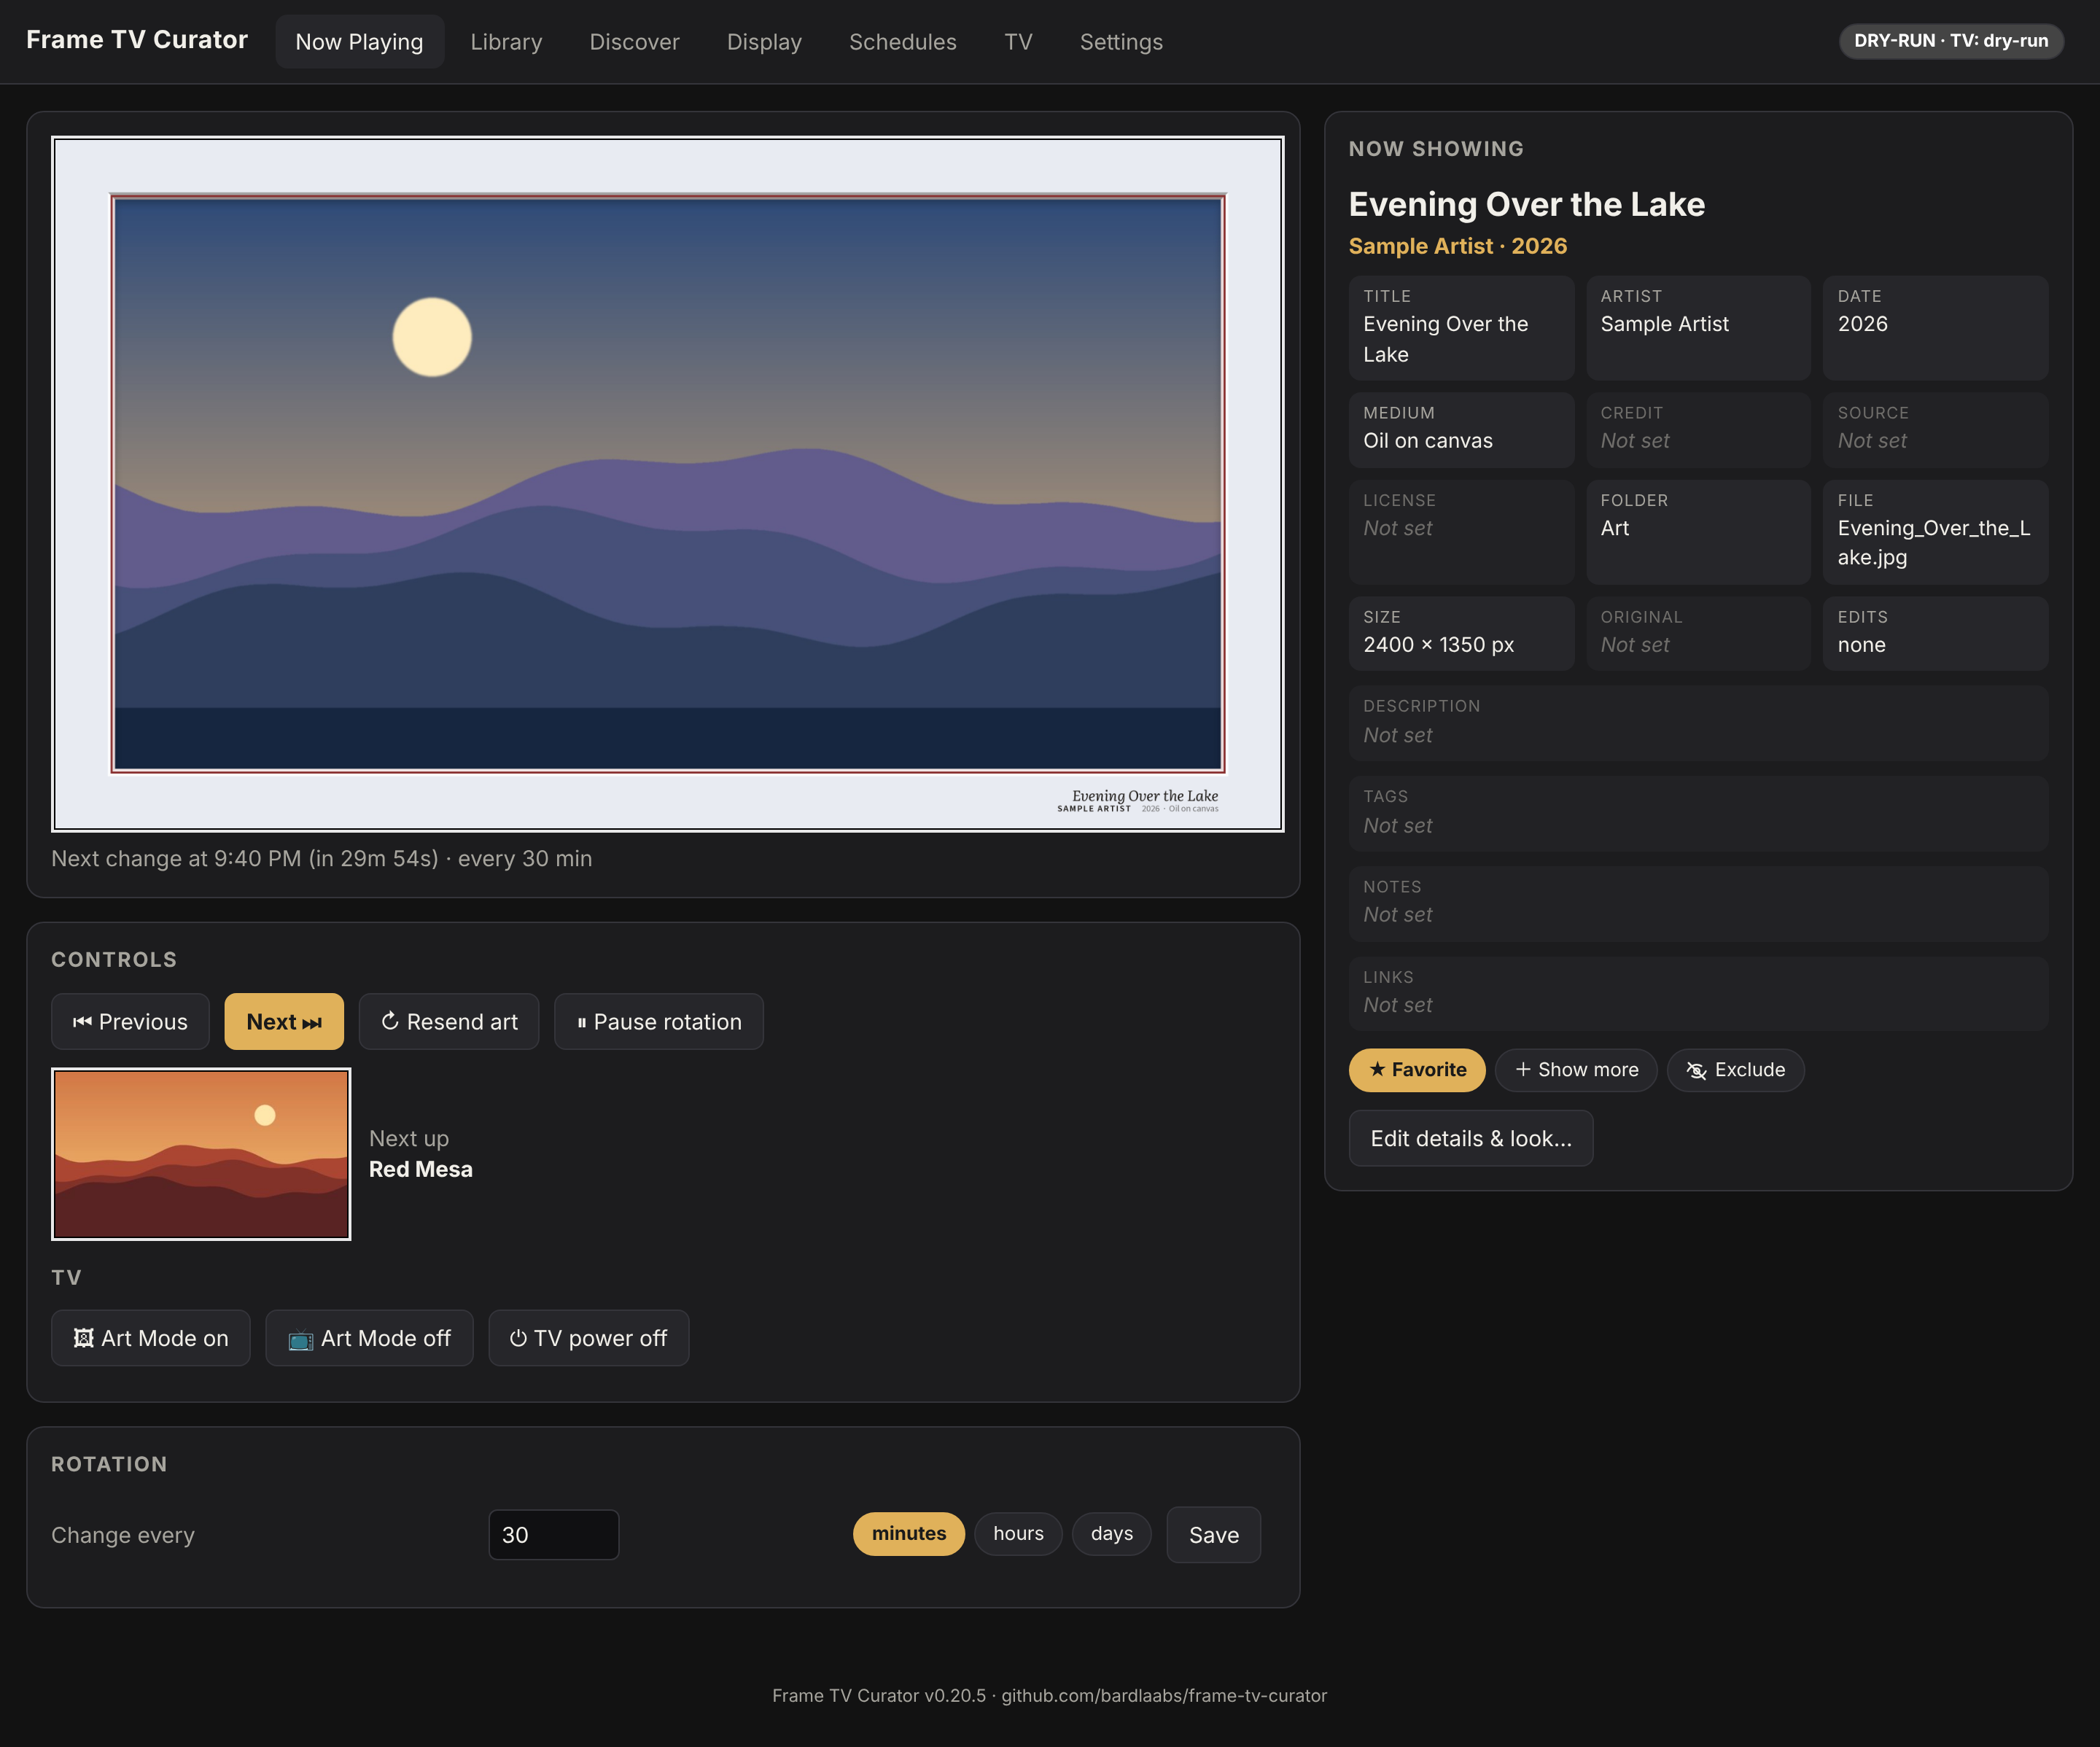 Frame TV Curator
Now Playing
Library
Discover
Display
Schedules
TV
Settings
DRY-RUN · TV: dry-run
Evening Over the Lake
SAMPLE ARTIST 2026 · Oil on canvas
Next change at 9:40 PM (in 29m 54s) · every 30 min
CONTROLS
Previous
Next
Resend art
Pause rotation
Next up
Red Mesa
TV
Art Mode on
Art Mode off
TV power off
ROTATION
Change every
30
minutes
hours
days
Save
NOW SHOWING
Evening Over the Lake
Sample Artist · 2026
TITLE
Evening Over the
Lake
ARTIST
Sample Artist
DATE
2026
MEDIUM
Oil on canvas
CREDIT
Not set
SOURCE
Not set
LICENSE
Not set
FOLDER
Art
FILE
Evening_Over_the_L
ake.jpg
SIZE
2400 × 1350 px
ORIGINAL
Not set
EDITS
none
DESCRIPTION
Not set
TAGS
Not set
NOTES
Not set
LINKS
Not set
★ Favorite
+ Show more
Exclude
Edit details & look...
Frame TV Curator v0.20.5 · github.com/bardlaabs/frame-tv-curator